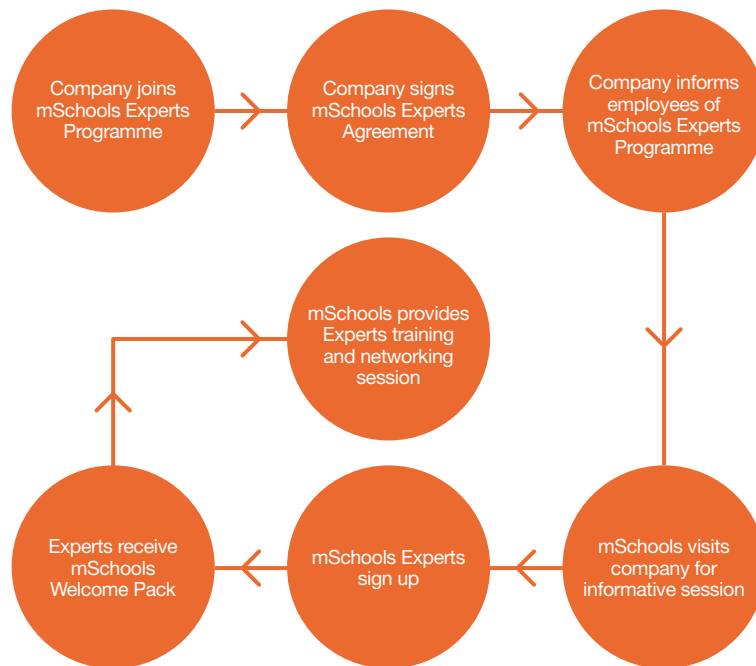 Company joins
mSchools Experts
Programme
Company signs
mSchools Experts
Agreement
Company informs
employees of
mSchools Experts
Programme
mSchools visits
company for
informative session
mSchools Experts
sign up
Experts receive
mSchools
Welcome Pack
mSchools provides
Experts training
and networking
session